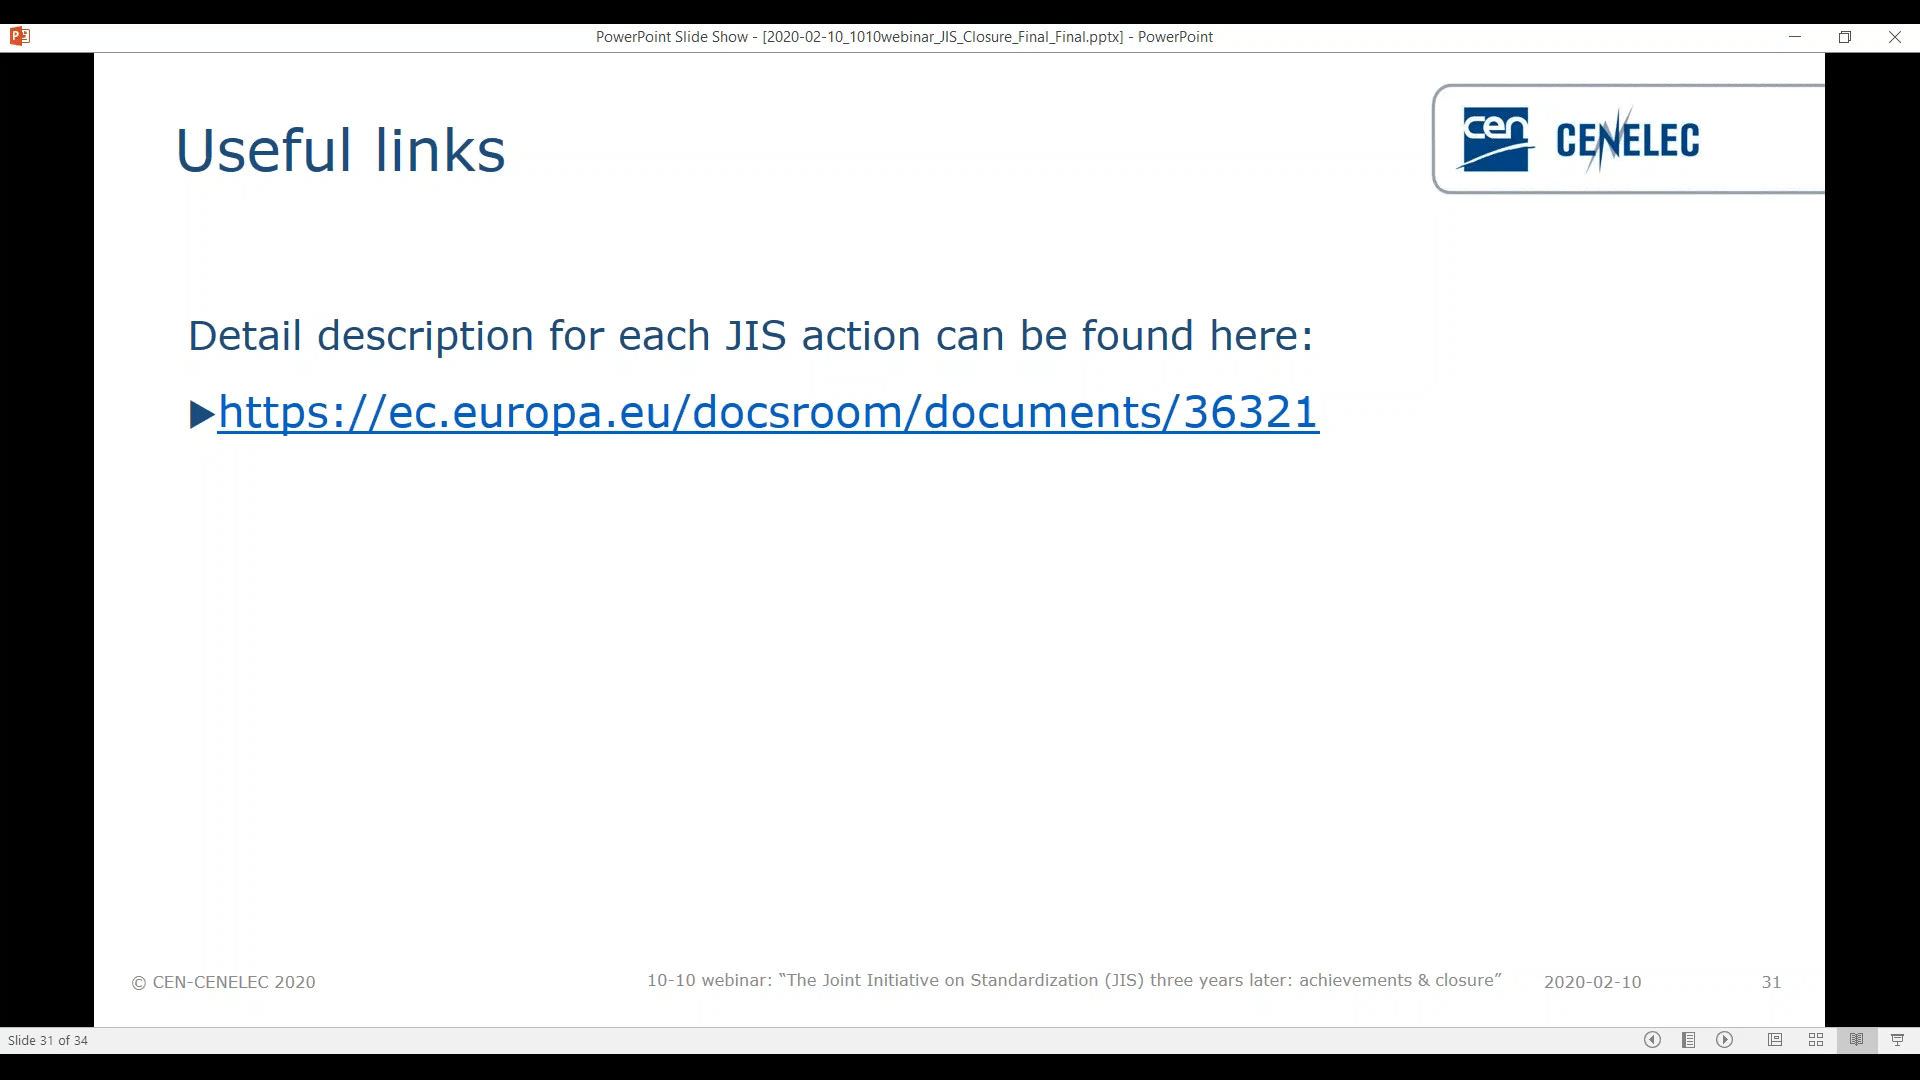 PowerPoint Slide Show - [2020-02-10_1010webinar_JIS_Closure_Final_Final.pptx] - PowerPoint
cen
CENELEC
Useful links
Detail description for each JIS action can be found here:
▶https://ec.europa.eu/docsroom/documents/36321
© CEN-CENELEC 2020
10-10 webinar: “The Joint Initiative on Standardization (JIS) three years later: achievements & closure”
2020-02-10
31
Slide 31 of 34